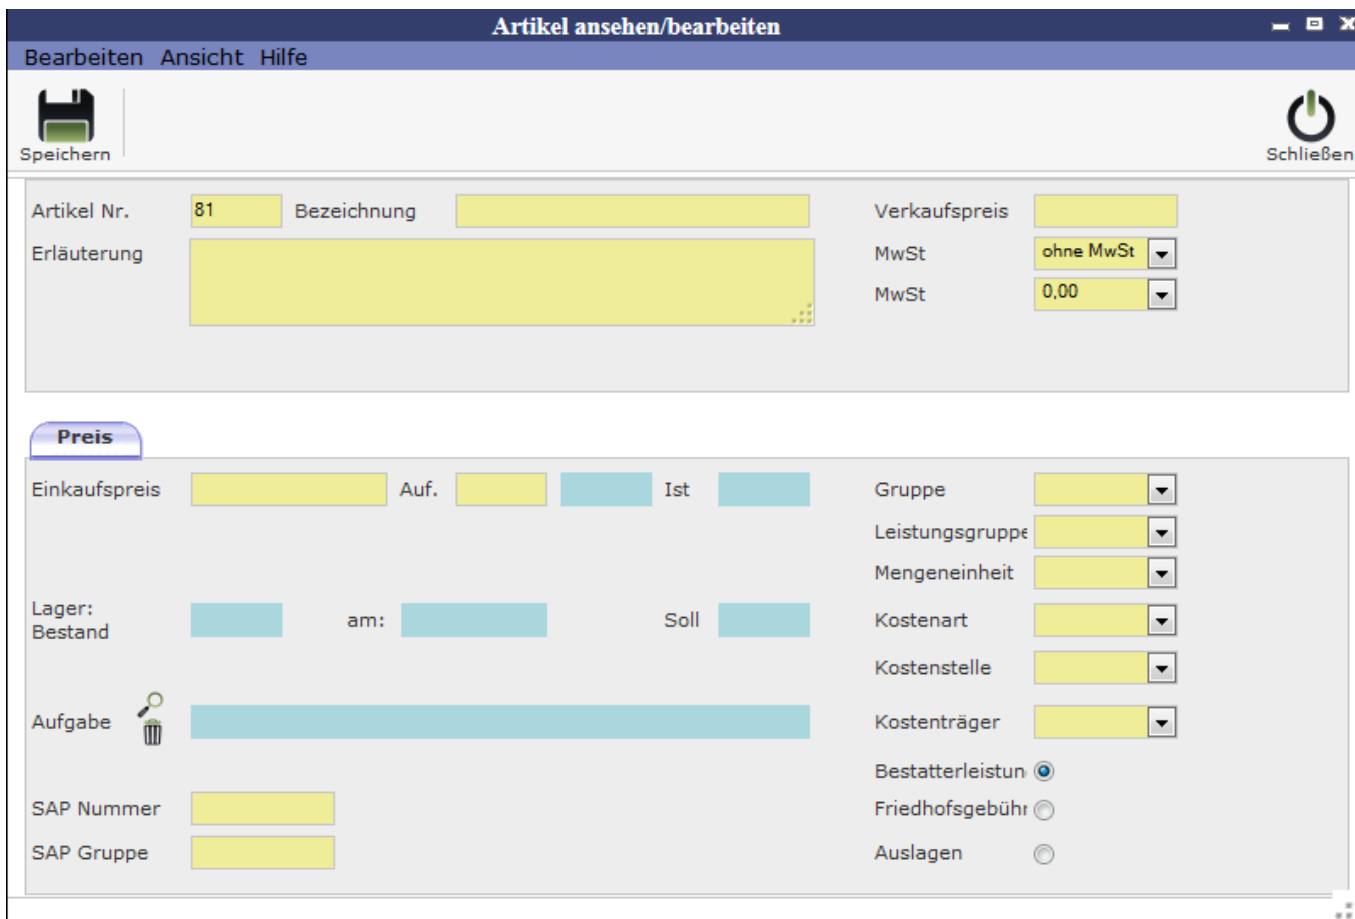 Artikel ansehen/bearbeiten
Bearbeiten Ansicht Hilfe
Speichern
Schließen
Artikel Nr. 81 Bezeichnung Verkaufspreis
Erläuterung MwSt ohne MwSt
MwSt 0,00
Preis
Einkaufspreis Auf. Ist Gruppe
Leistungsgruppe
Mengeneinheit
Lager:
Bestand am: Soll Kostenart
Kostenstelle
Aufgabe Kostenträger
Bestatterleistun
SAP Nummer Friedhofsgebühr
SAP Gruppe Auslagen